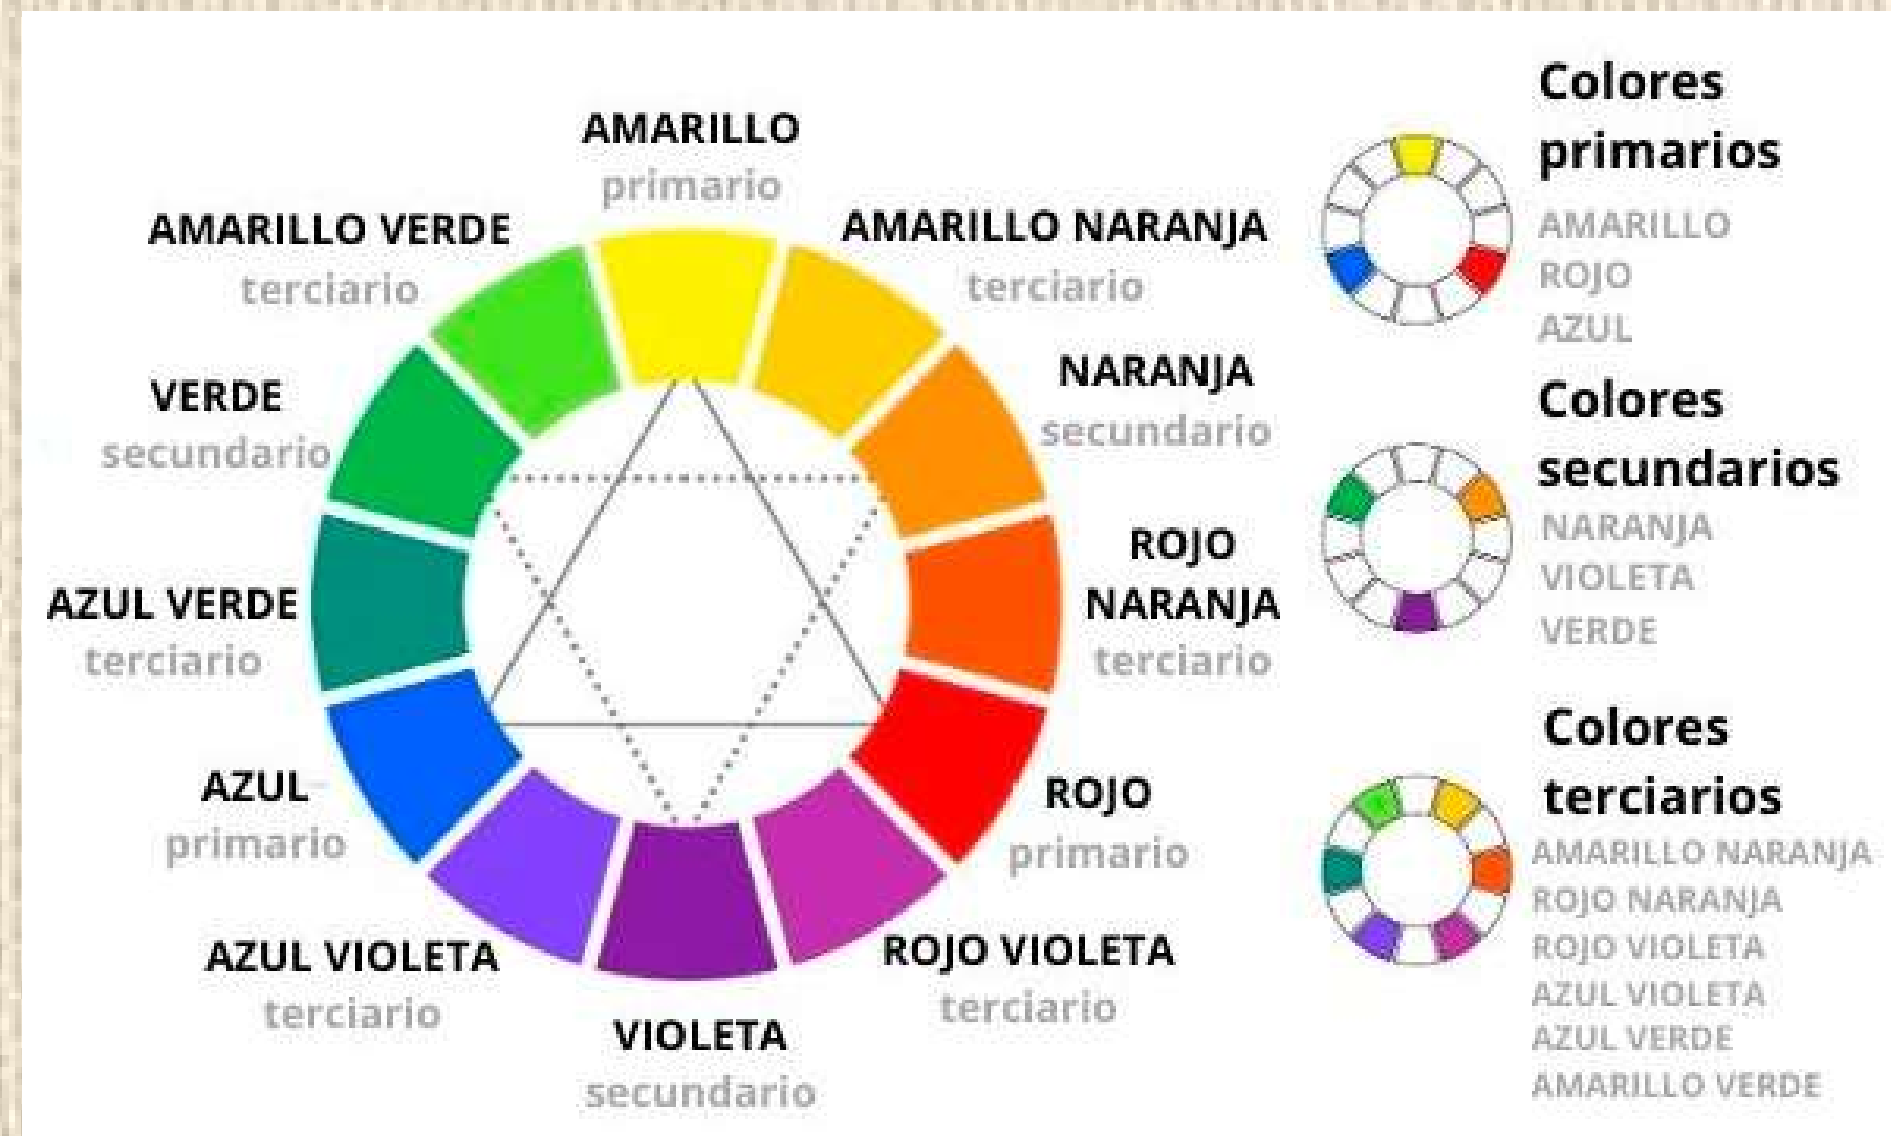 AMARILLO
primario
AMARILLO NARANJA
terciario
NARANJA
secundario
ROJO
NARANJA
terciario
ROJO
primario
ROJO VIOLETA
terciario
VIOLETA
secundario
AZUL VIOLETA
terciario
AZUL
primario
AZUL VERDE
terciario
VERDE
secundario
AMARILLO VERDE
terciario
Colores
primarios
AMARILLO
ROJO
AZUL
Colores
secundarios
NARANJA
VIOLETA
VERDE
Colores
terciarios
AMARILLO NARANJA
ROJO NARANJA
ROJO VIOLETA
AZUL VIOLETA
AZUL VERDE
AMARILLO VERDE